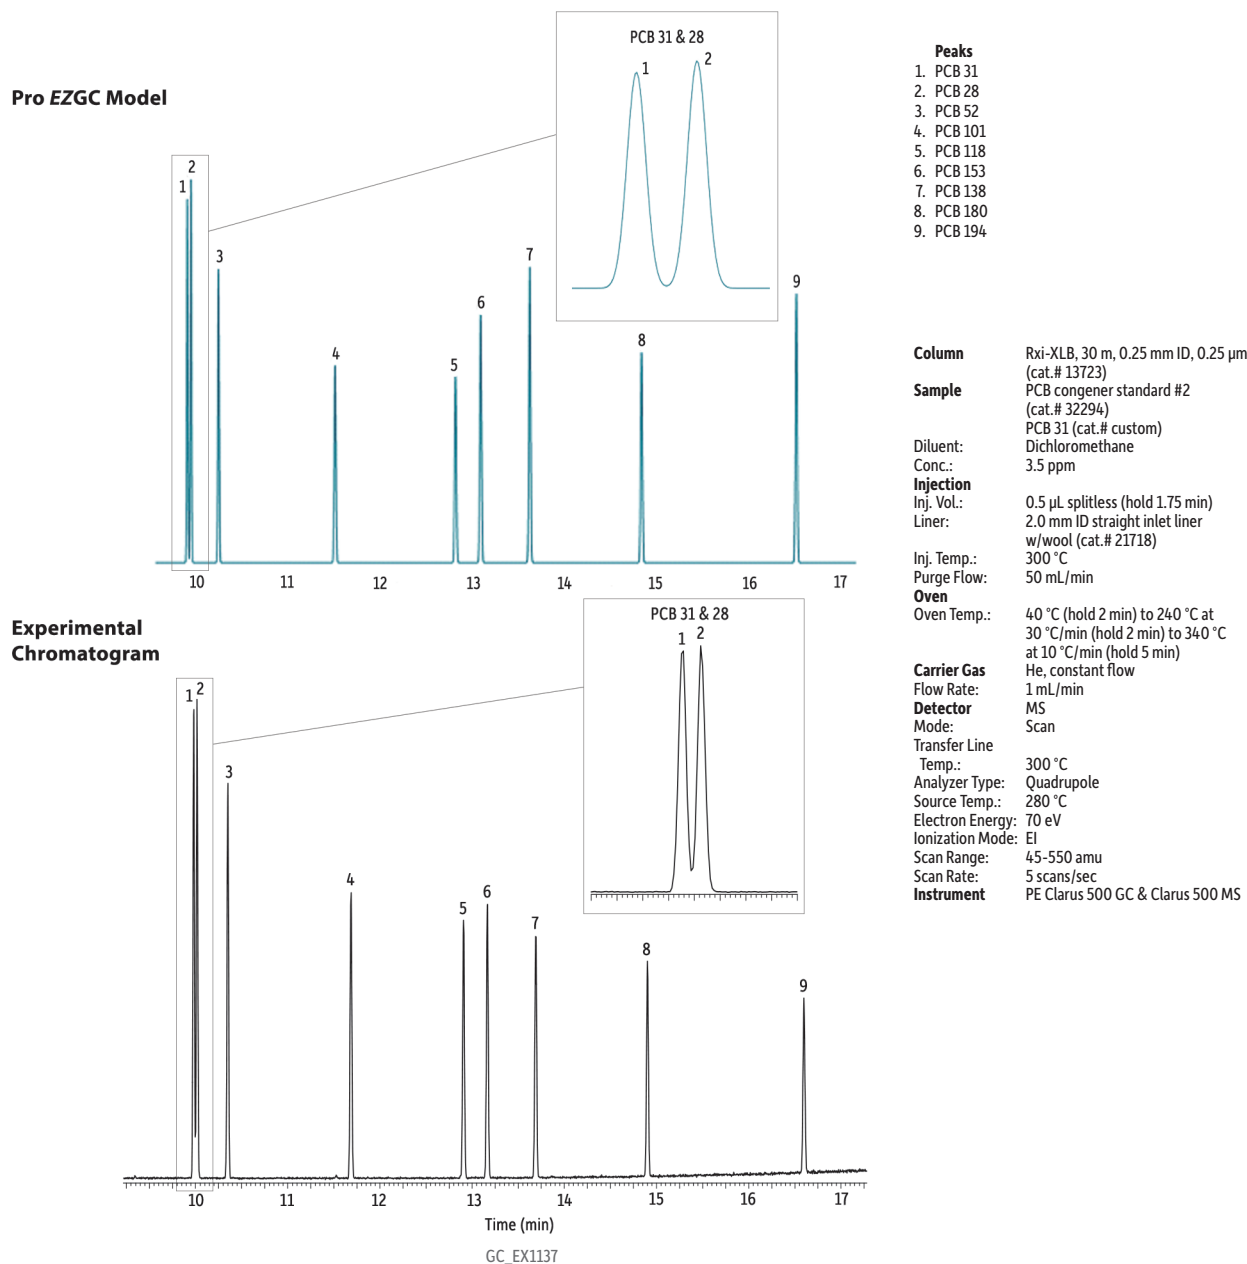 Pro EZGC Model
PCB 31 & 28
1
2
1
2
3
4
5
6
7
8
9
10 11 12 13 14 15 16 17
Peaks
1. PCB 31
2. PCB 28
3. PCB 52
4. PCB 101
5. PCB 118
6. PCB 153
7. PCB 138
8. PCB 180
9. PCB 194
Experimental
Chromatogram
PCB 31 & 28
1 2
1 2
3
4
5
6
7
8
9
10 11 12 13 14 15 16 17
Time (min)
GC_EX1137
Column Rxi-XLB, 30 m, 0.25 mm ID, 0.25 µm
(cat.# 13723)
Sample PCB congener standard #2
(cat.# 32294)
PCB 31 (cat.# custom)
Diluent: Dichloromethane
Conc.: 3.5 ppm
Injection
Inj. Vol.: 0.5 µL splitless (hold 1.75 min)
Liner: 2.0 mm ID straight inlet liner
w/wool (cat.# 21718)
Inj. Temp.: 300 °C
Purge Flow: 50 mL/min
Oven
Oven Temp.: 40 °C (hold 2 min) to 240 °C at
30 °C/min (hold 2 min) to 340 °C
at 10 °C/min (hold 5 min)
Carrier Gas He, constant flow
Flow Rate: 1 mL/min
Detector MS
Mode: Scan
Transfer Line
Temp.: 300 °C
Analyzer Type: Quadrupole
Source Temp.: 280 °C
Electron Energy: 70 eV
Ionization Mode: EI
Scan Range: 45-550 amu
Scan Rate: 5 scans/sec
Instrument PE Clarus 500 GC & Clarus 500 MS